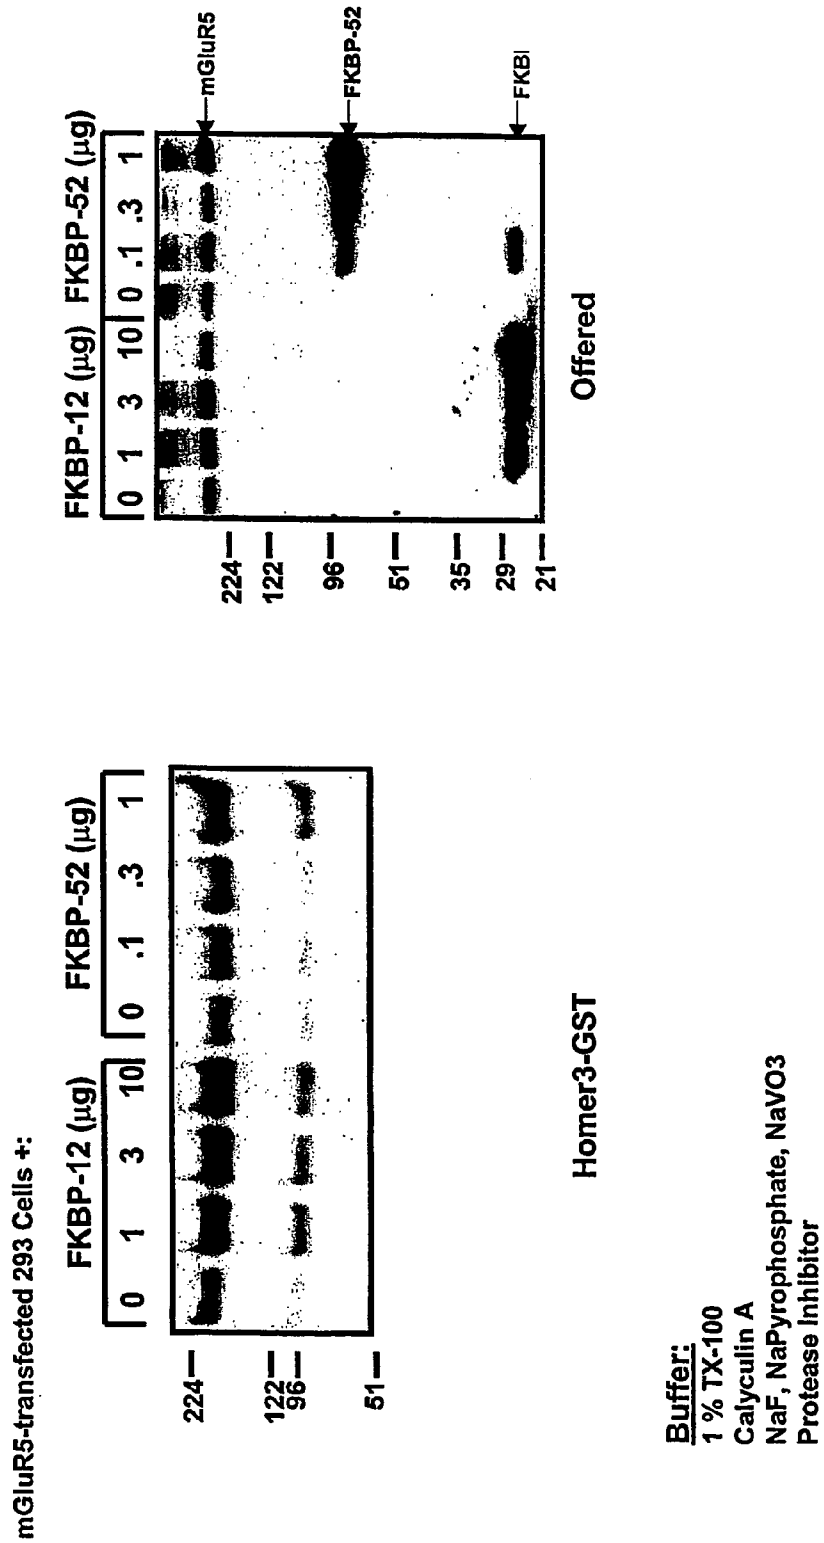 mGluR5-transfected 293 Cells +:
FKBP-12 (µg) FKBP-52 (µg)
0 1 3 10 0 .1 .3 1
224
122
96
51
Homer3-GST
FKBP-12 (µg) FKBP-52 (µg)
0 1 3 10 0 .1 .3 1
224
122
96
51
35
29
21
mGluR5
FKBP-52
FKBI
Offered
Buffer:
1 % TX-100
Calyculin A
NaF, NaPyrophosphate, NaVO3
Protease Inhibitor